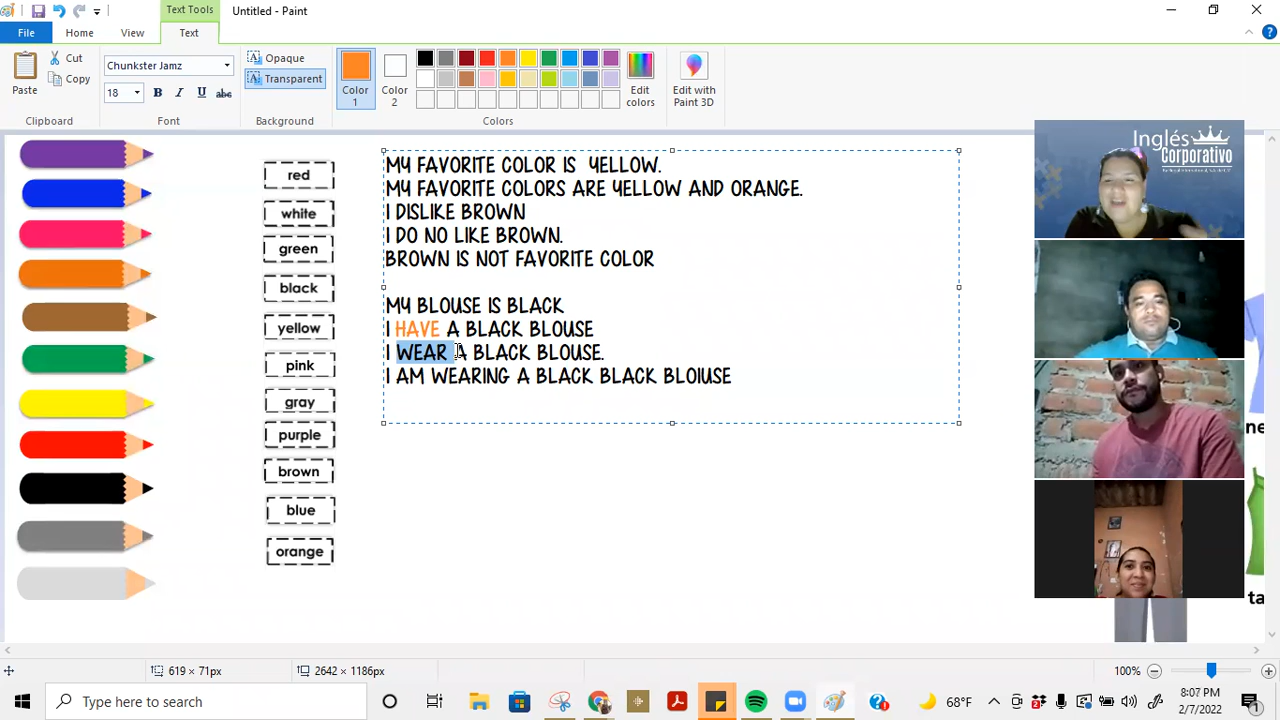 Text Tools
Untitled - Paint
File
Home
View
Text
Paste
Cut
Copy
Clipboard
Chunkster Jamz
18
B
I
U
abc
Font
Opaque
Transparent
Background
Color 1
Color 2
Edit colors
Colors
Edit with Paint 3D
red
white
green
black
yellow
pink
gray
purple
brown
blue
orange
MY FAVORITE COLOR IS YELLOW.
MY FAVORITE COLORS ARE YELLOW AND ORANGE.
I DISLIKE BROWN
I DO NO LIKE BROWN.
BROWN IS NOT FAVORITE COLOR
MY BLOUSE IS BLACK
I HAVE A BLACK BLOUSE
I WEAR A BLACK BLOUSE.
I AM WEARING A BLACK BLACK BLOIUSE
Inglés
Corporativo
ne
ta
619 × 71px
2642 × 1186px
100%
Type here to search
68°F
8:07 PM
2/7/2022